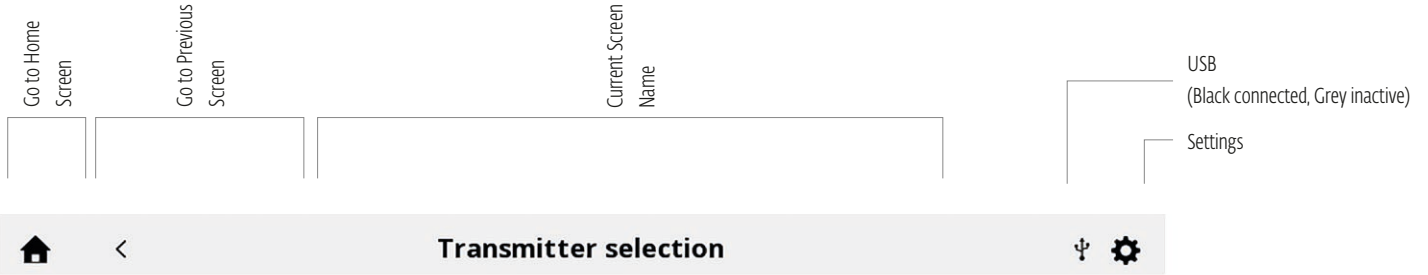 Go to Home
Screen
Go to Previous
Screen
Current Screen
Name
USB
(Black connected, Grey inactive)
Settings
Transmitter selection